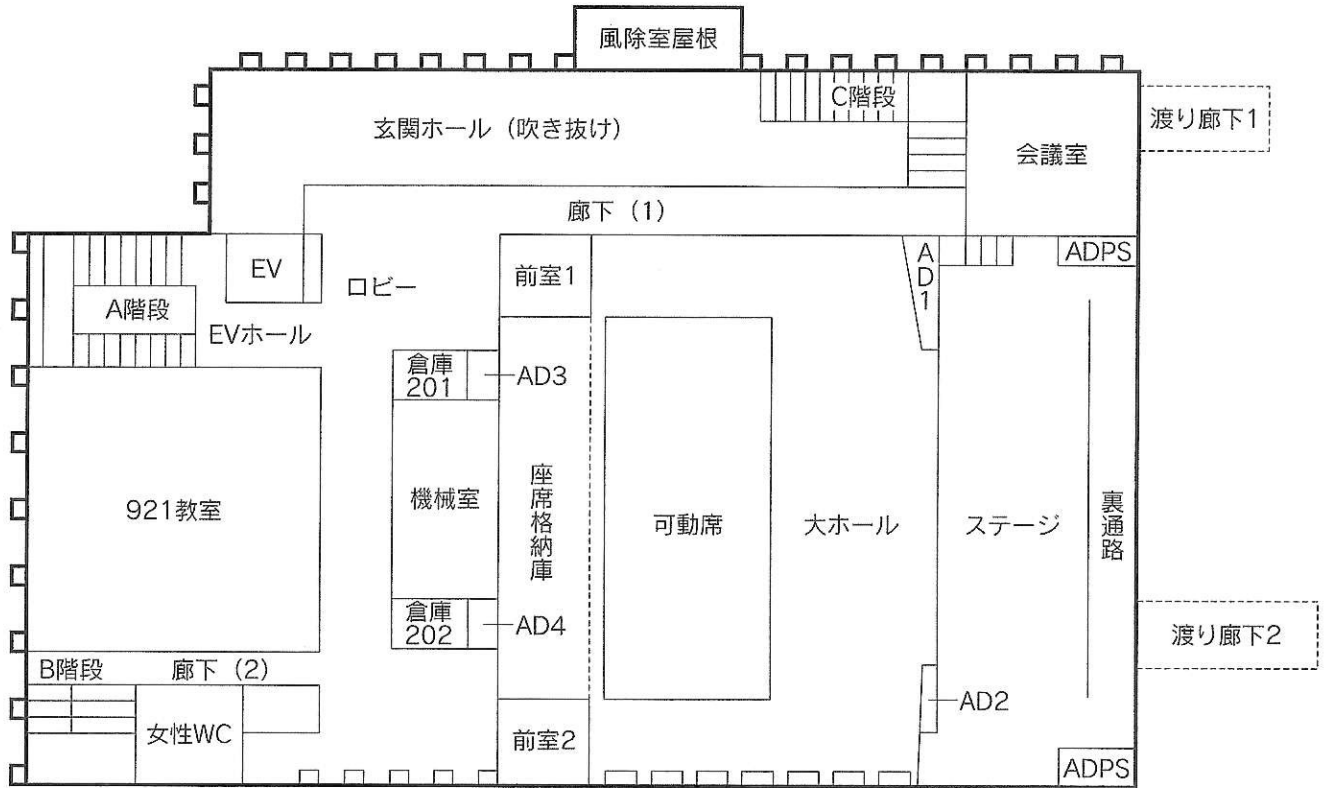 風除室屋根
C階段
渡り廊下1
玄関ホール（吹き抜け）
会議室
廊下（1）
EV
ロビー
前室1
AD1
ADPS
A階段
EVホール
倉庫
201
AD3
921教室
機械室
座席格納庫
可動席
大ホール
ステージ
裏通路
倉庫
202
AD4
渡り廊下2
B階段
廊下（2）
女性WC
前室2
AD2
ADPS